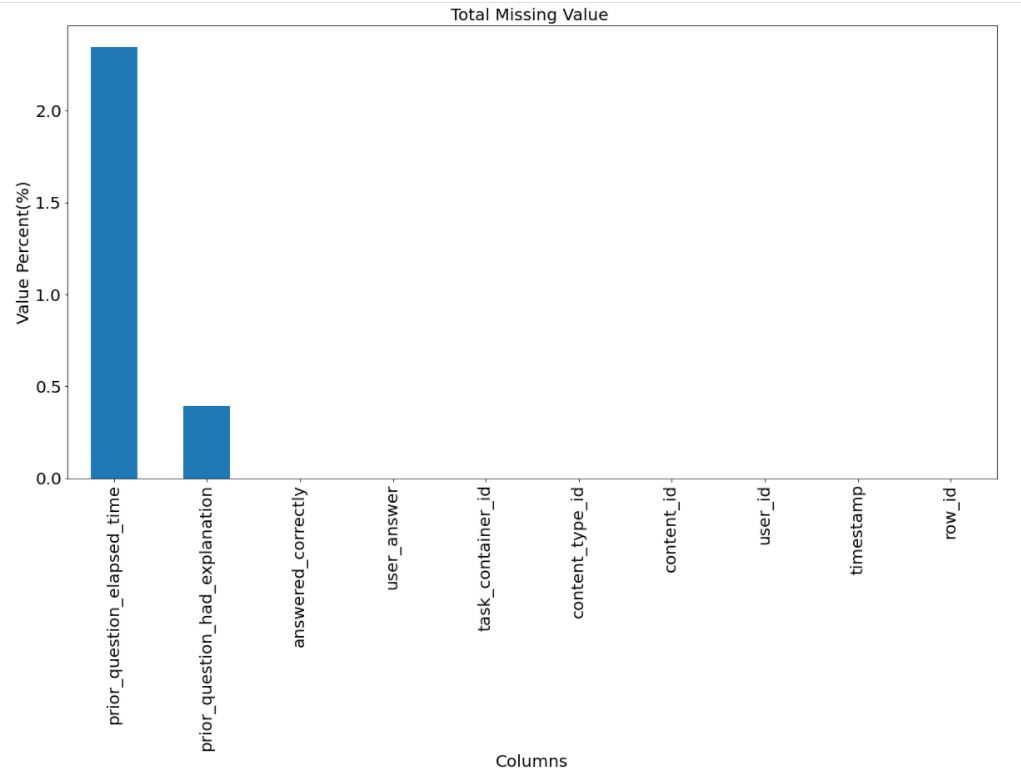 Total Missing Value
Value Percent(%)
2.0
1.5
1.0
0.5
0.0
prior_question_elapsed_time
prior_question_had_explanation
answered_correctly
user_answer
task_container_id
content_type_id
content_id
user_id
timestamp
row_id
Columns